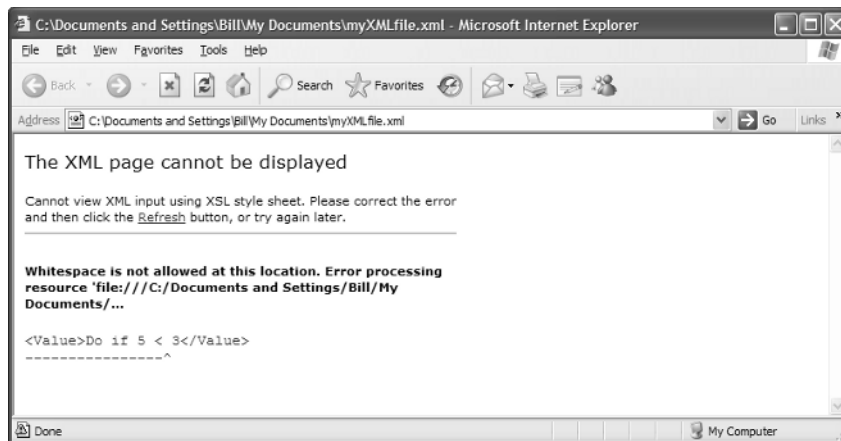 C:\Documents and Settings\Bill\My Documents\myXMLfile.xml - Microsoft Internet Explorer
File Edit View Favorites Tools Help
Back Search Favorites
Address C:\Documents and Settings\Bill\My Documents\myXMLfile.xml Go Links »
The XML page cannot be displayed
Cannot view XML input using XSL style sheet. Please correct the error
and then click the Refresh button, or try again later.
Whitespace is not allowed at this location. Error processing
resource 'file:///C:/Documents and Settings/Bill/My
Documents/...
<Value>Do if 5 < 3</Value>
----------------^
Done My Computer